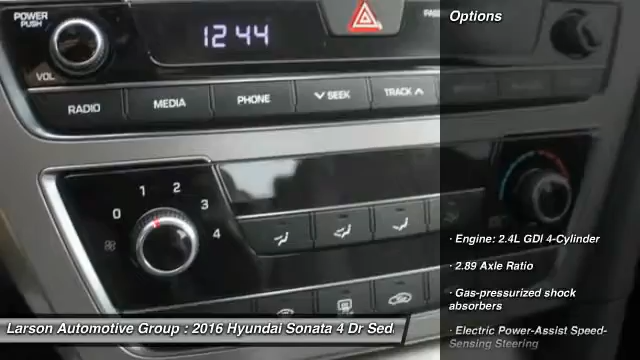 POWER
PUSH
VOL
12:44
PASS
RADIO
MEDIA
PHONE
SEEK
TRACK
0 1 2 3 4
Options
· Engine: 2.4L GDI 4-Cylinder
· 2.89 Axle Ratio
· Gas-pressurized shock
absorbers
· Electric Power-Assist Speed-
Sensing Steering
Larson Automotive Group : 2016 Hyundai Sonata 4 Dr Sed